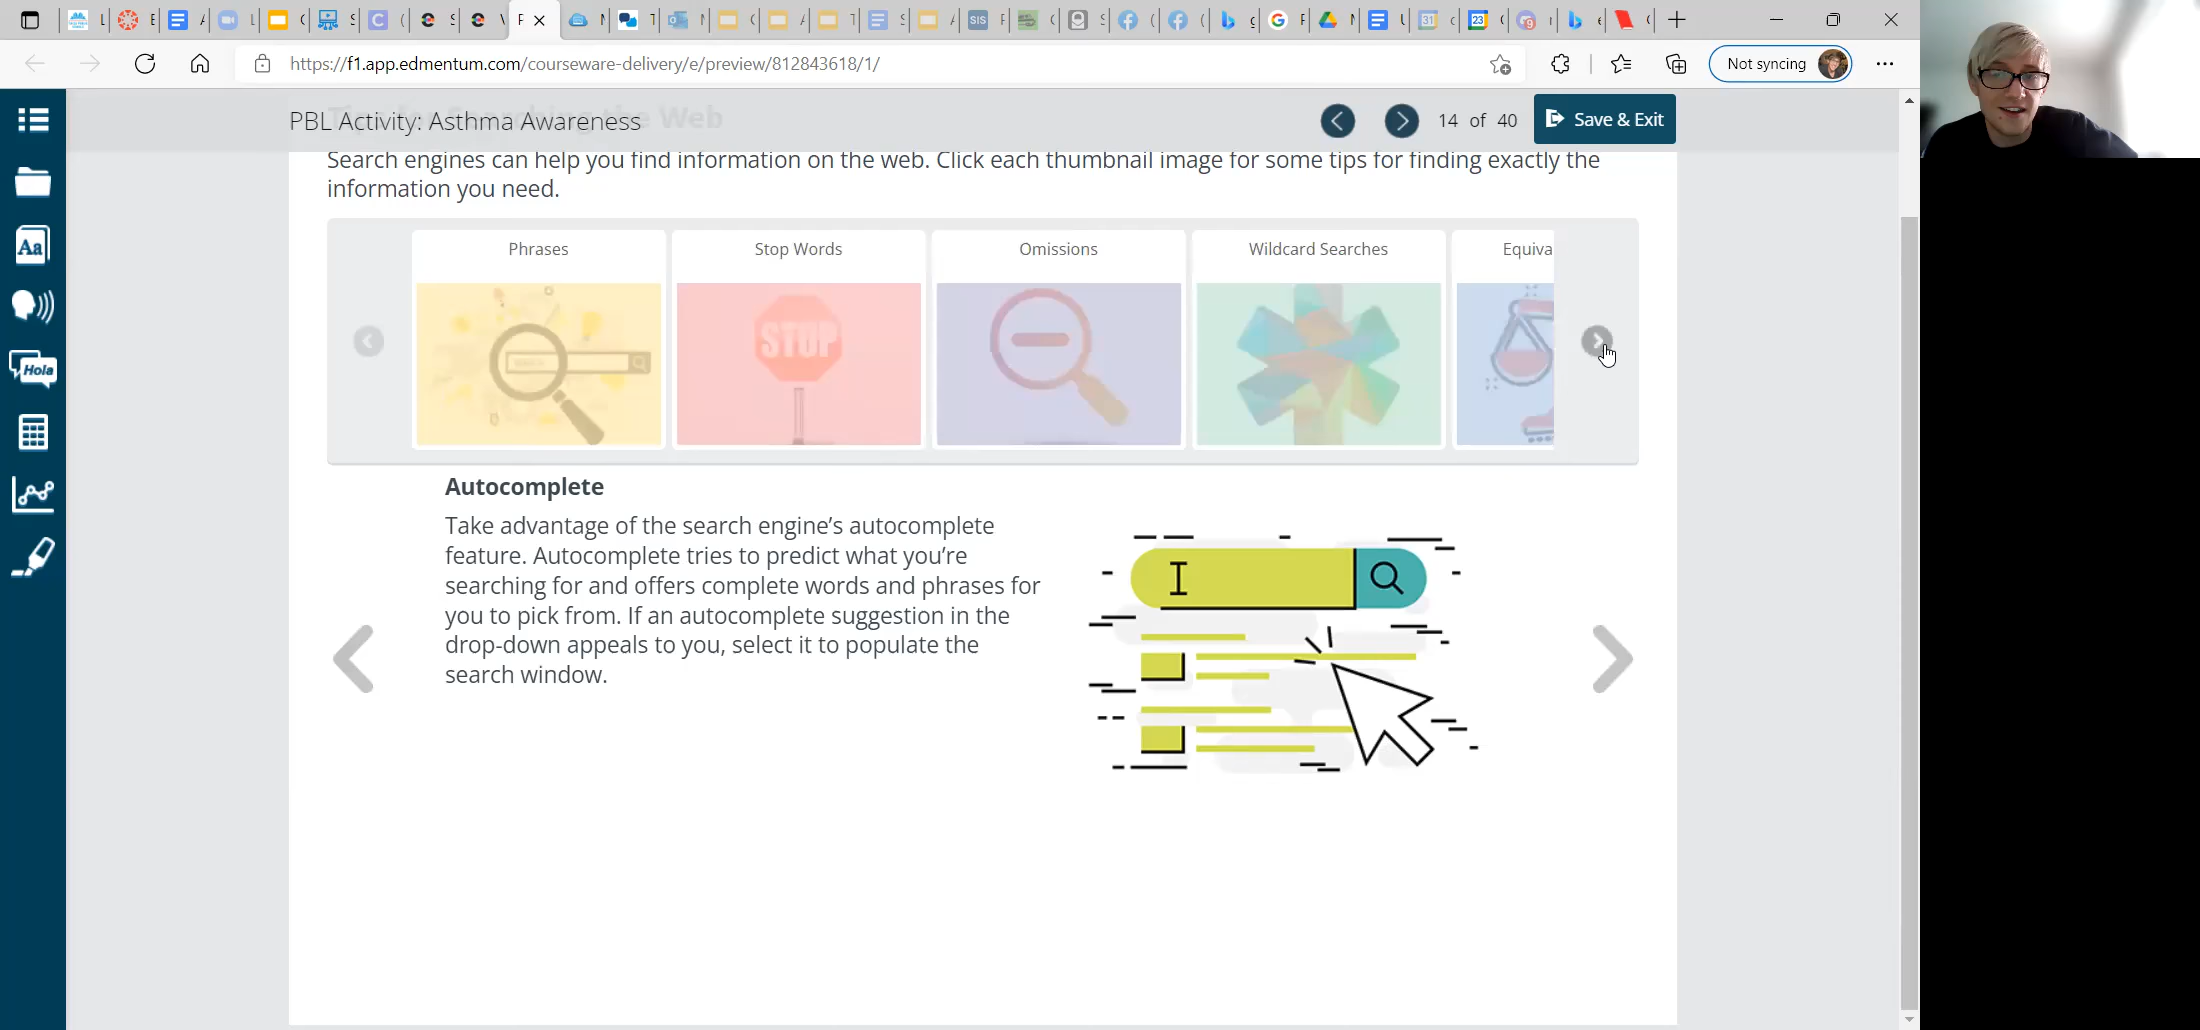 https://f1.app.edmentum.com/courseware-delivery/e/preview/812843618/1/
Not syncing
PBL Activity: Asthma Awareness
14 of 40
Save & Exit
Search engines can help you find information on the web. Click each thumbnail image for some tips for finding exactly the
information you need.
Phrases
Stop Words
Omissions
Wildcard Searches
Equiva
STOP
Aa
Hola
Autocomplete
Take advantage of the search engine’s autocomplete
feature. Autocomplete tries to predict what you’re
searching for and offers complete words and phrases for
you to pick from. If an autocomplete suggestion in the
drop-down appeals to you, select it to populate the
search window.